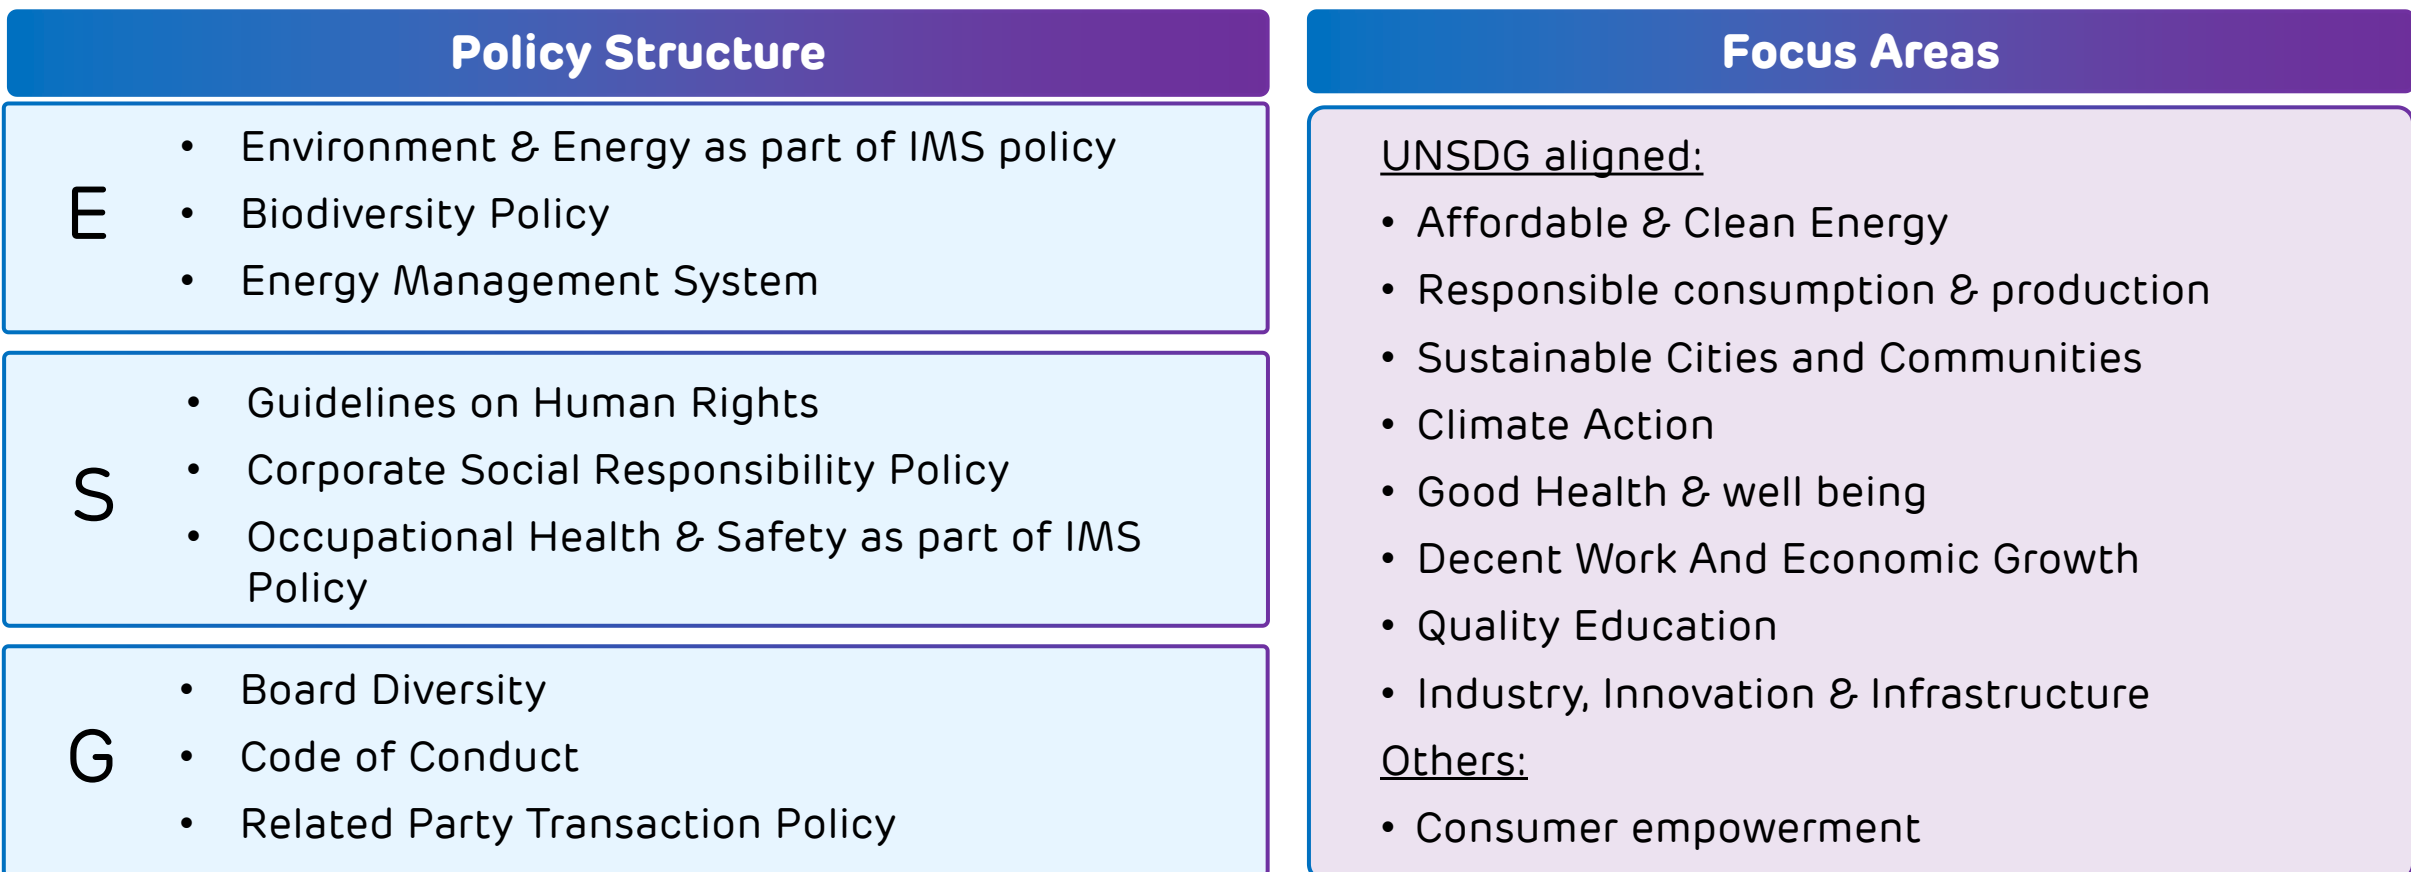 Policy Structure
E
• Environment & Energy as part of IMS policy
• Biodiversity Policy
• Energy Management System
S
• Guidelines on Human Rights
• Corporate Social Responsibility Policy
• Occupational Health & Safety as part of IMS
Policy
G
• Board Diversity
• Code of Conduct
• Related Party Transaction Policy
Focus Areas
UNSDG aligned:
• Affordable & Clean Energy
• Responsible consumption & production
• Sustainable Cities and Communities
• Climate Action
• Good Health & well being
• Decent Work And Economic Growth
• Quality Education
• Industry, Innovation & Infrastructure
Others:
• Consumer empowerment